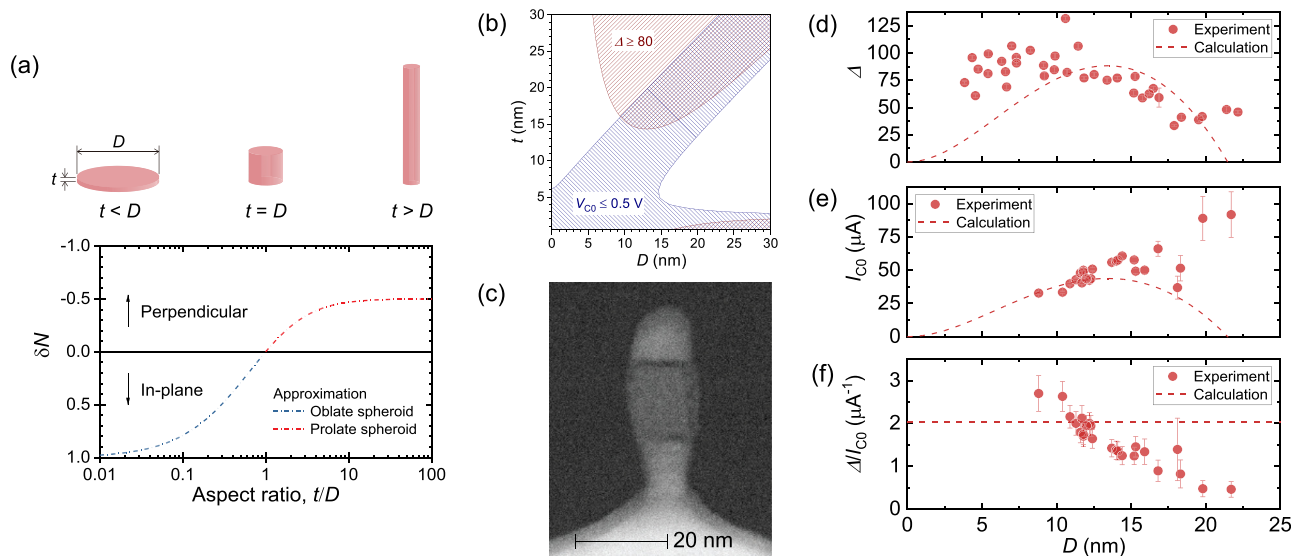 (a)
D
t
t < D
t = D
t > D
-1.0
-0.5
0.0
0.5
1.0
δN
Perpendicular
In-plane
Approximation
Oblate spheroid
Prolate spheroid
0.01 0.1 1 10 100
Aspect ratio, t/D
(b)
30
25
20
15
10
5
t (nm)
Δ ≥ 80
V_C0 ≤ 0.5 V
0 5 10 15 20 25 30
D (nm)
(c)
20 nm
(d)
125
100
75
50
25
0
Δ
Experiment
Calculation
(e)
100
75
50
25
0
I_C0 (μA)
Experiment
Calculation
(f)
3
2
1
0
Δ/I_C0 (μA⁻¹)
Experiment
Calculation
0 5 10 15 20 25
D (nm)